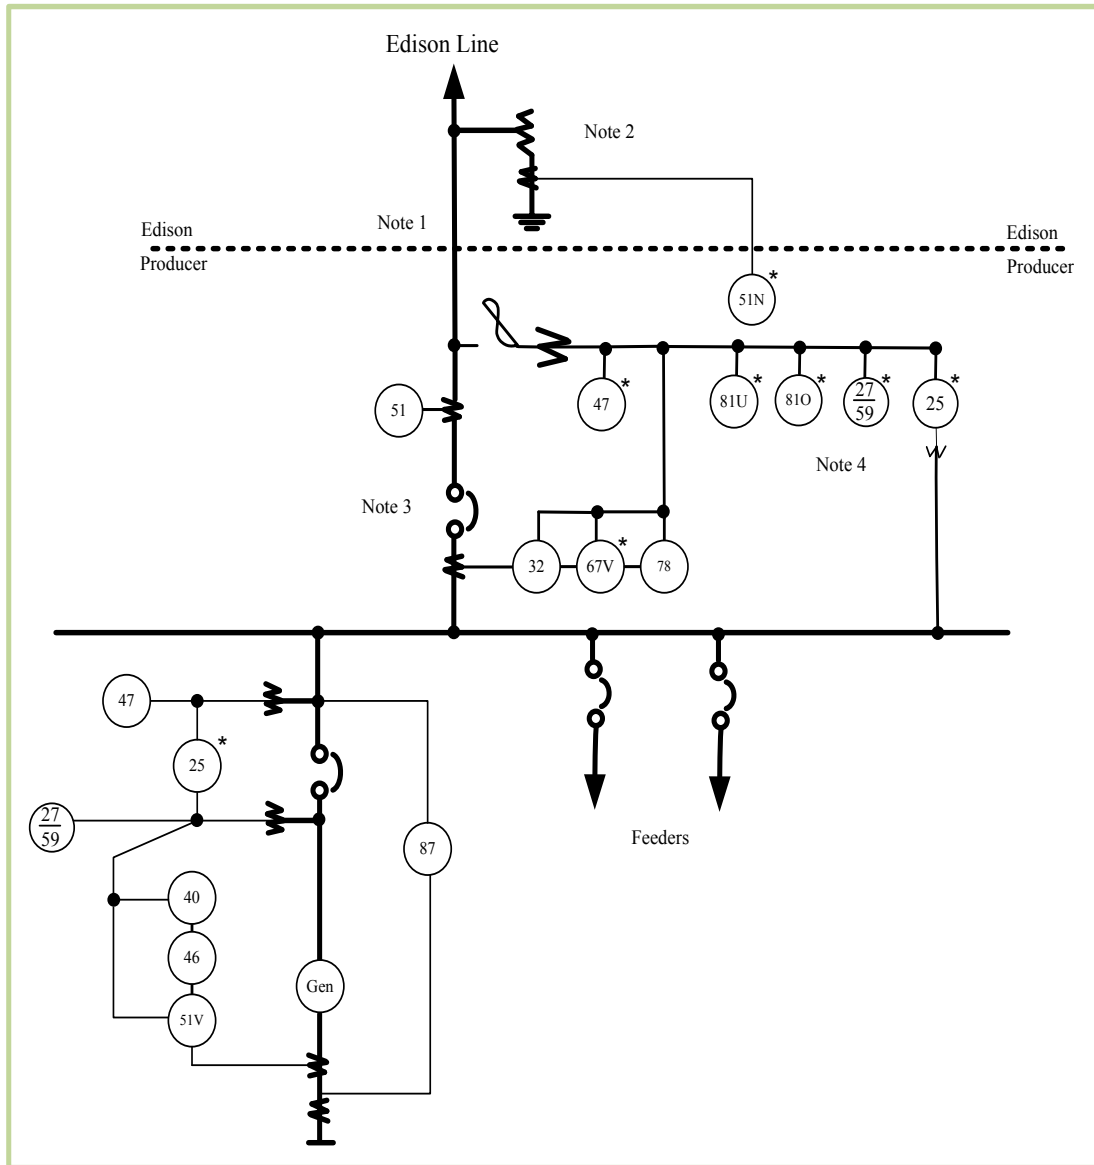 Edison Line
Note 2
Note 1
Edison
Edison
Producer
Producer
*
51N
47
*
81U
*
81O
*
27
59
*
25
*
51
Note 4
Note 3
32
67V
*
78
47
25
*
27
59
87
Feeders
40
46
Gen
51V